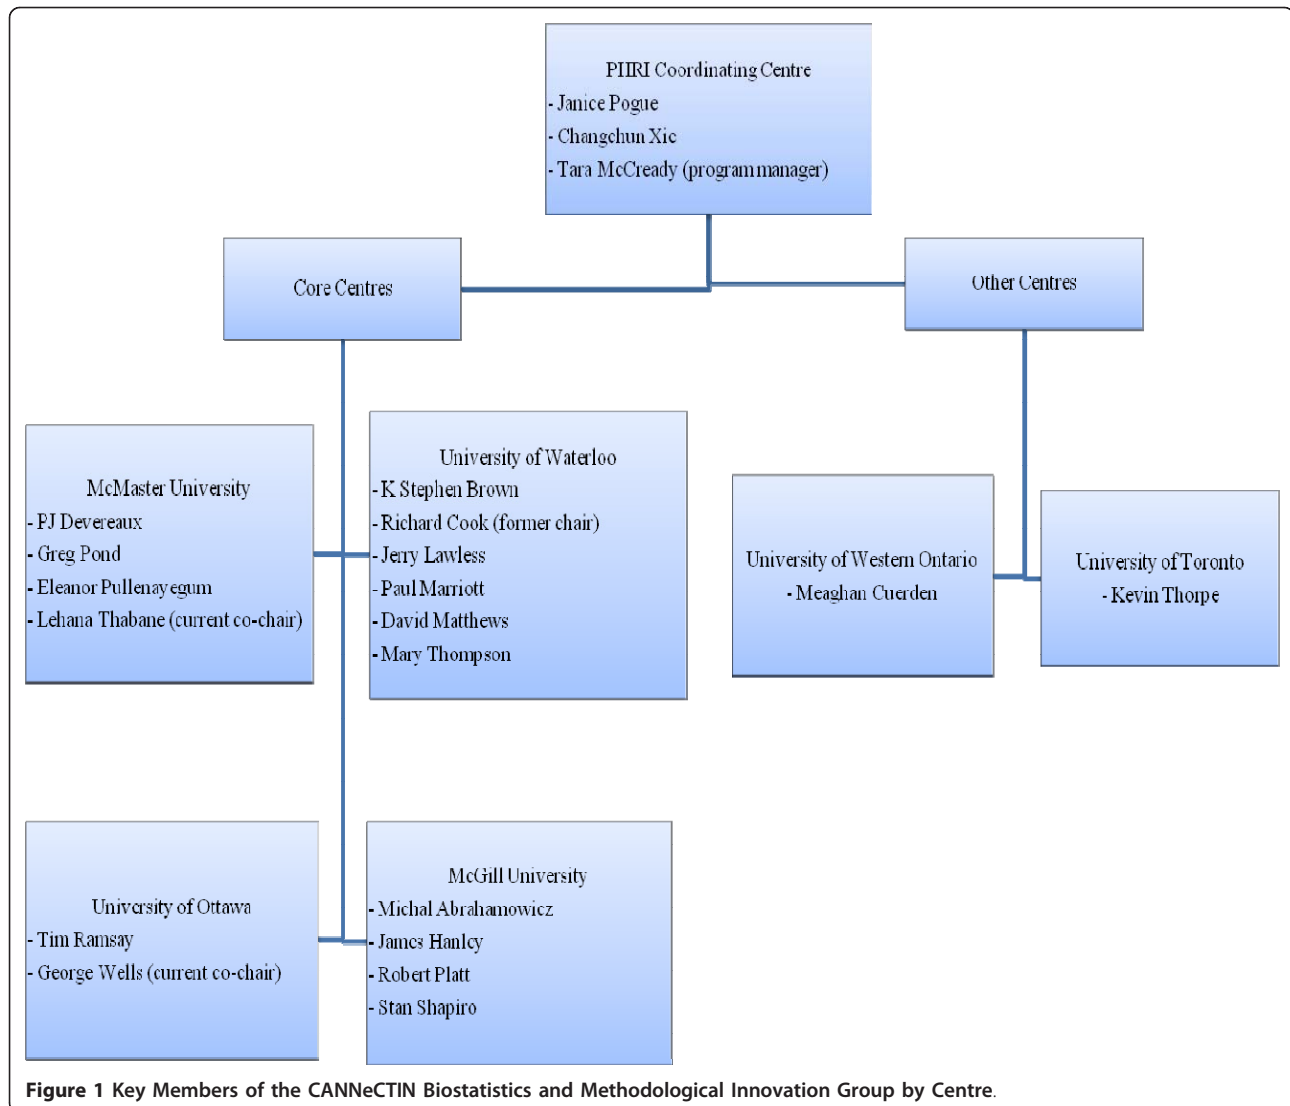 PHRI Coordinating Centre
- Janice Pogue
- Changchun Xie
- Tara McCready (program manager)
Core Centres
Other Centres
McMaster University
- PJ Devereaux
- Greg Pond
- Eleanor Pullenayegum
- Lehana Thabane (current co-chair)
University of Waterloo
- K Stephen Brown
- Richard Cook (former chair)
- Jerry Lawless
- Paul Marriott
- David Matthews
- Mary Thompson
University of Western Ontario
- Meaghan Cuerden
University of Toronto
- Kevin Thorpe
University of Ottawa
- Tim Ramsay
- George Wells (current co-chair)
McGill University
- Michal Abrahamowicz
- James Hanley
- Robert Platt
- Stan Shapiro
Figure 1 Key Members of the CANNeCTIN Biostatistics and Methodological Innovation Group by Centre.